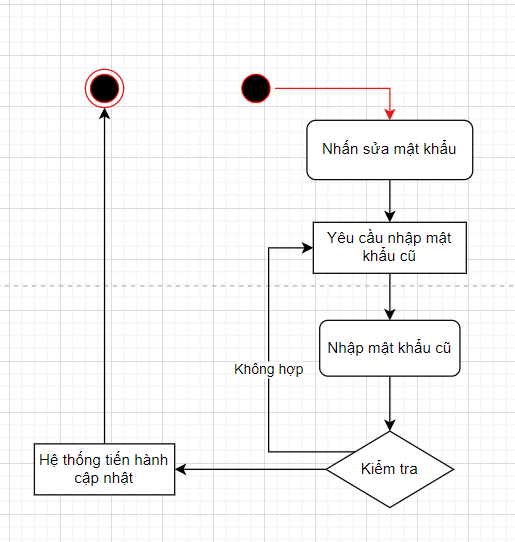 Nhấn sửa mật khẩu
Yêu cầu nhập mật
khẩu cũ
Nhập mật khẩu cũ
Không hợp
Kiểm tra
Hệ thống tiến hành
cập nhật